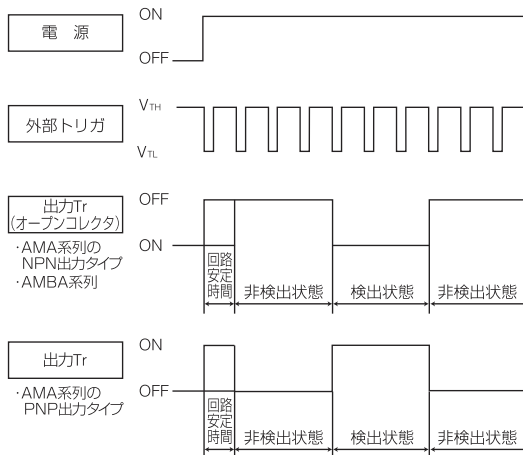 電 源
ON
OFF
外部トリガ
VTH
VTL
出力Tr
(オープンコレクタ)
・AMA系列の
NPN出力タイプ
・AMBA系列
OFF
ON
回路
安定
時間
非検出状態
検出状態
非検出状態
出力Tr
・AMA系列の
PNP出力タイプ
ON
OFF
回路
安定
時間
非検出状態
検出状態
非検出状態